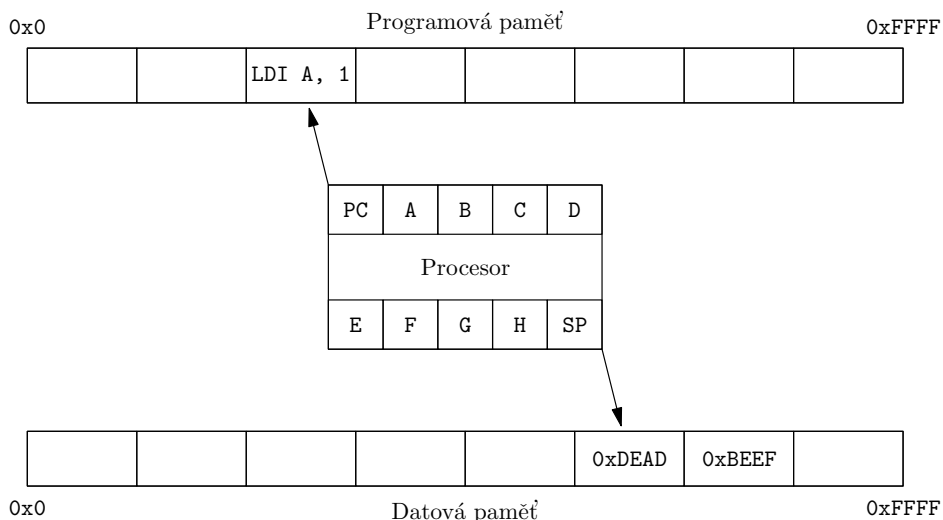 Programová paměť
0x0 0xFFFF
LDI A, 1
PC A B C D
Procesor
E F G H SP
0xDEAD 0xBEEF
0x0 0xFFFF
Datová paměť